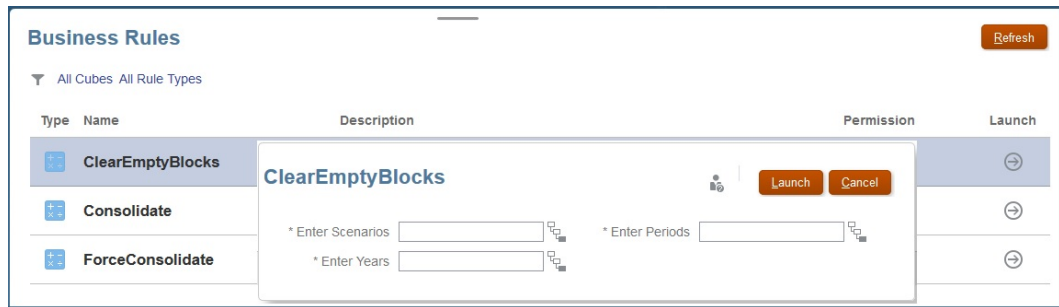 Business Rules
Refresh
All Cubes All Rule Types
Type Name Description Permission Launch
ClearEmptyBlocks
ClearEmptyBlocks
Launch Cancel
Consolidate
* Enter Scenarios * Enter Periods
* Enter Years
ForceConsolidate